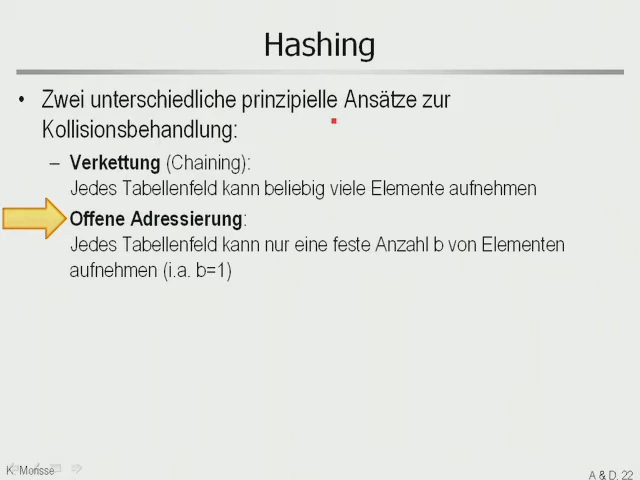 Hashing
• Zwei unterschiedliche prinzipielle Ansätze zur
Kollisionsbehandlung:
– Verkettung (Chaining):
Jedes Tabellenfeld kann beliebig viele Elemente aufnehmen
Offene Adressierung:
Jedes Tabellenfeld kann nur eine feste Anzahl b von Elementen
aufnehmen (i.a. b=1)
K. Morisse
A & D. 22